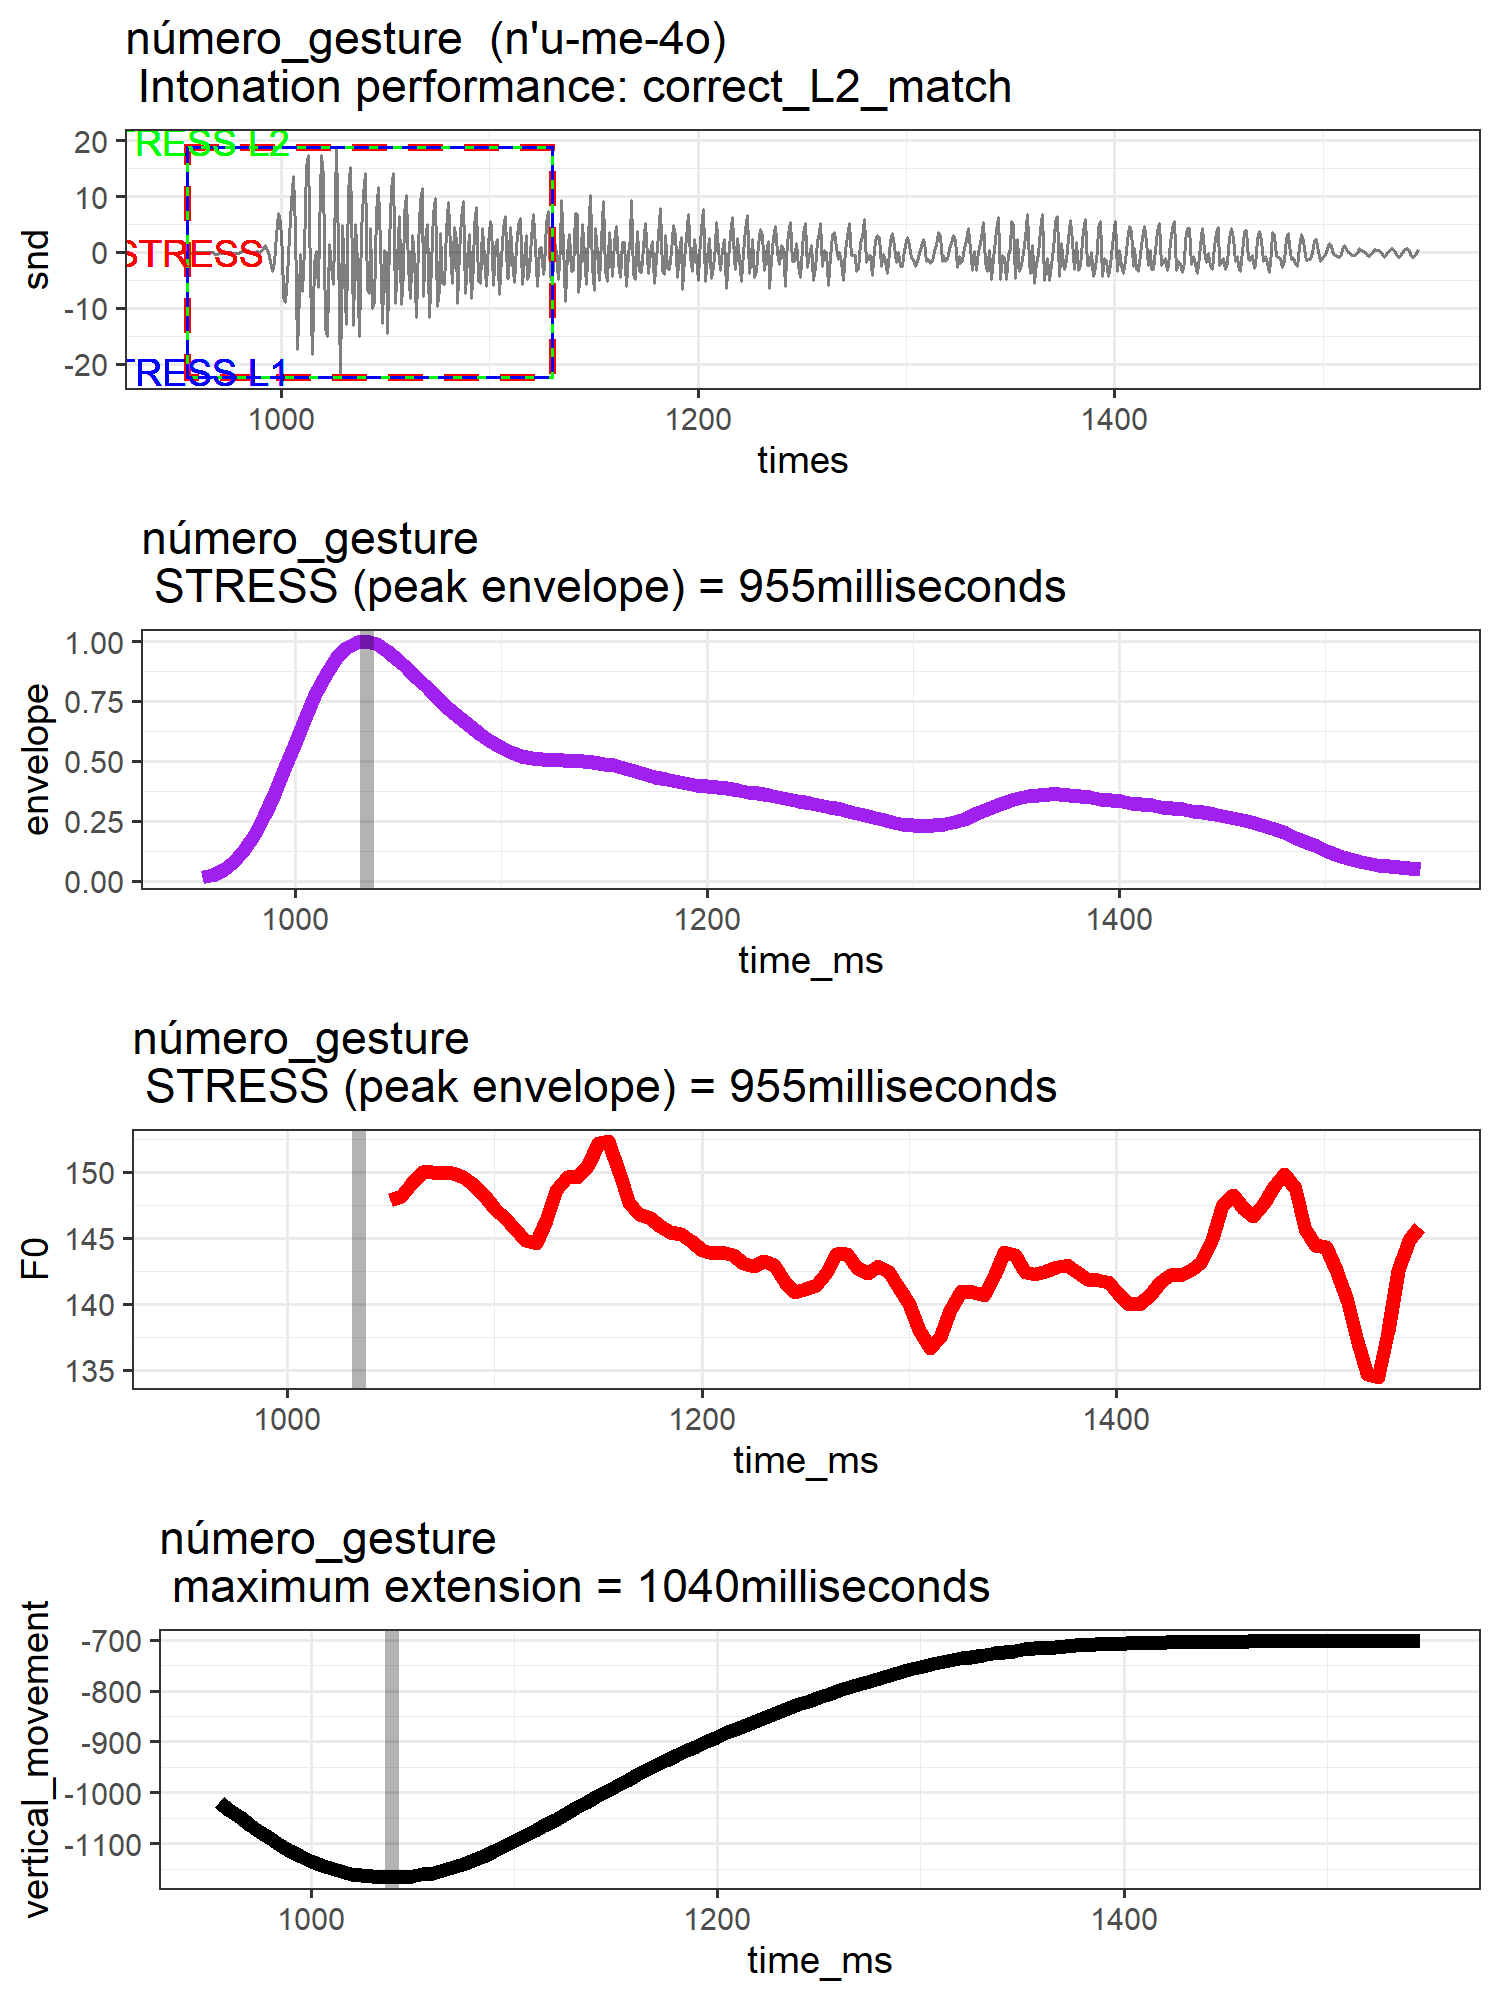 número_gesture  (n'u-me-4o)
Intonation performance: correct_L2_match
20
10
0
-10
-20
snd
RESS L2
STRESS
TRESS L1
1000
1200
1400
times
número_gesture
STRESS (peak envelope) = 955milliseconds
1.00
0.75
0.50
0.25
0.00
envelope
1000
1200
1400
time_ms
número_gesture
STRESS (peak envelope) = 955milliseconds
150
145
140
135
F0
1000
1200
1400
time_ms
número_gesture
maximum extension = 1040milliseconds
-700
-800
-900
-1000
-1100
vertical_movement
1000
1200
1400
time_ms